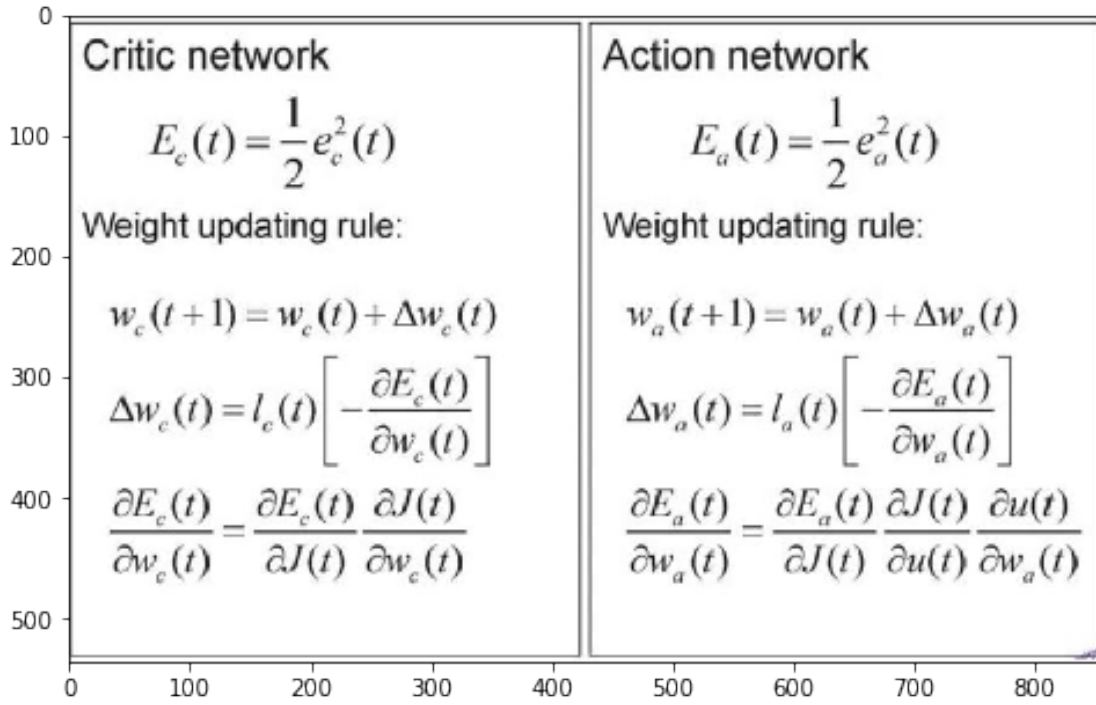 Critic network
E_c(t) = 1/2 e_c^2(t)
Weight updating rule:
w_c(t+1) = w_c(t) + Δw_c(t)
Δw_c(t) = l_c(t)[-∂E_c(t)/∂w_c(t)]
∂E_c(t)/∂w_c(t) = ∂E_c(t)/∂J(t) ∂J(t)/∂w_c(t)
Action network
E_a(t) = 1/2 e_a^2(t)
Weight updating rule:
w_a(t+1) = w_a(t) + Δw_a(t)
Δw_a(t) = l_a(t)[-∂E_a(t)/∂w_a(t)]
∂E_a(t)/∂w_a(t) = ∂E_a(t)/∂J(t) ∂J(t)/∂u(t) ∂u(t)/∂w_a(t)
0
100
200
300
400
500
0 100 200 300 400 500 600 700 800